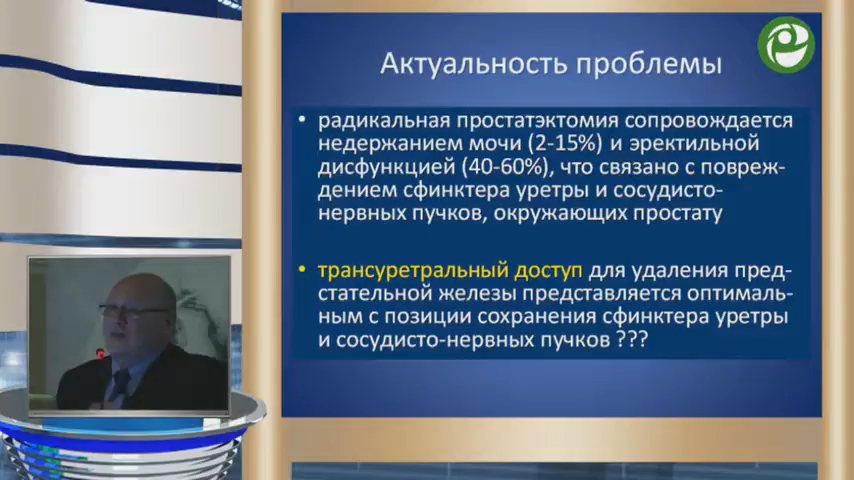 Актуальность проблемы
• радикальная простатэктомия сопровождается
недержанием мочи (2-15%) и эректильной
дисфункцией (40-60%), что связано с повреж-
дением сфинктера уретры и сосудисто-
нервных пучков, окружающих простату
• трансуретральный доступ для удаления пред-
стательной железы представляется оптималь-
ным с позиции сохранения сфинктера уретры
и сосудисто-нервных пучков ???